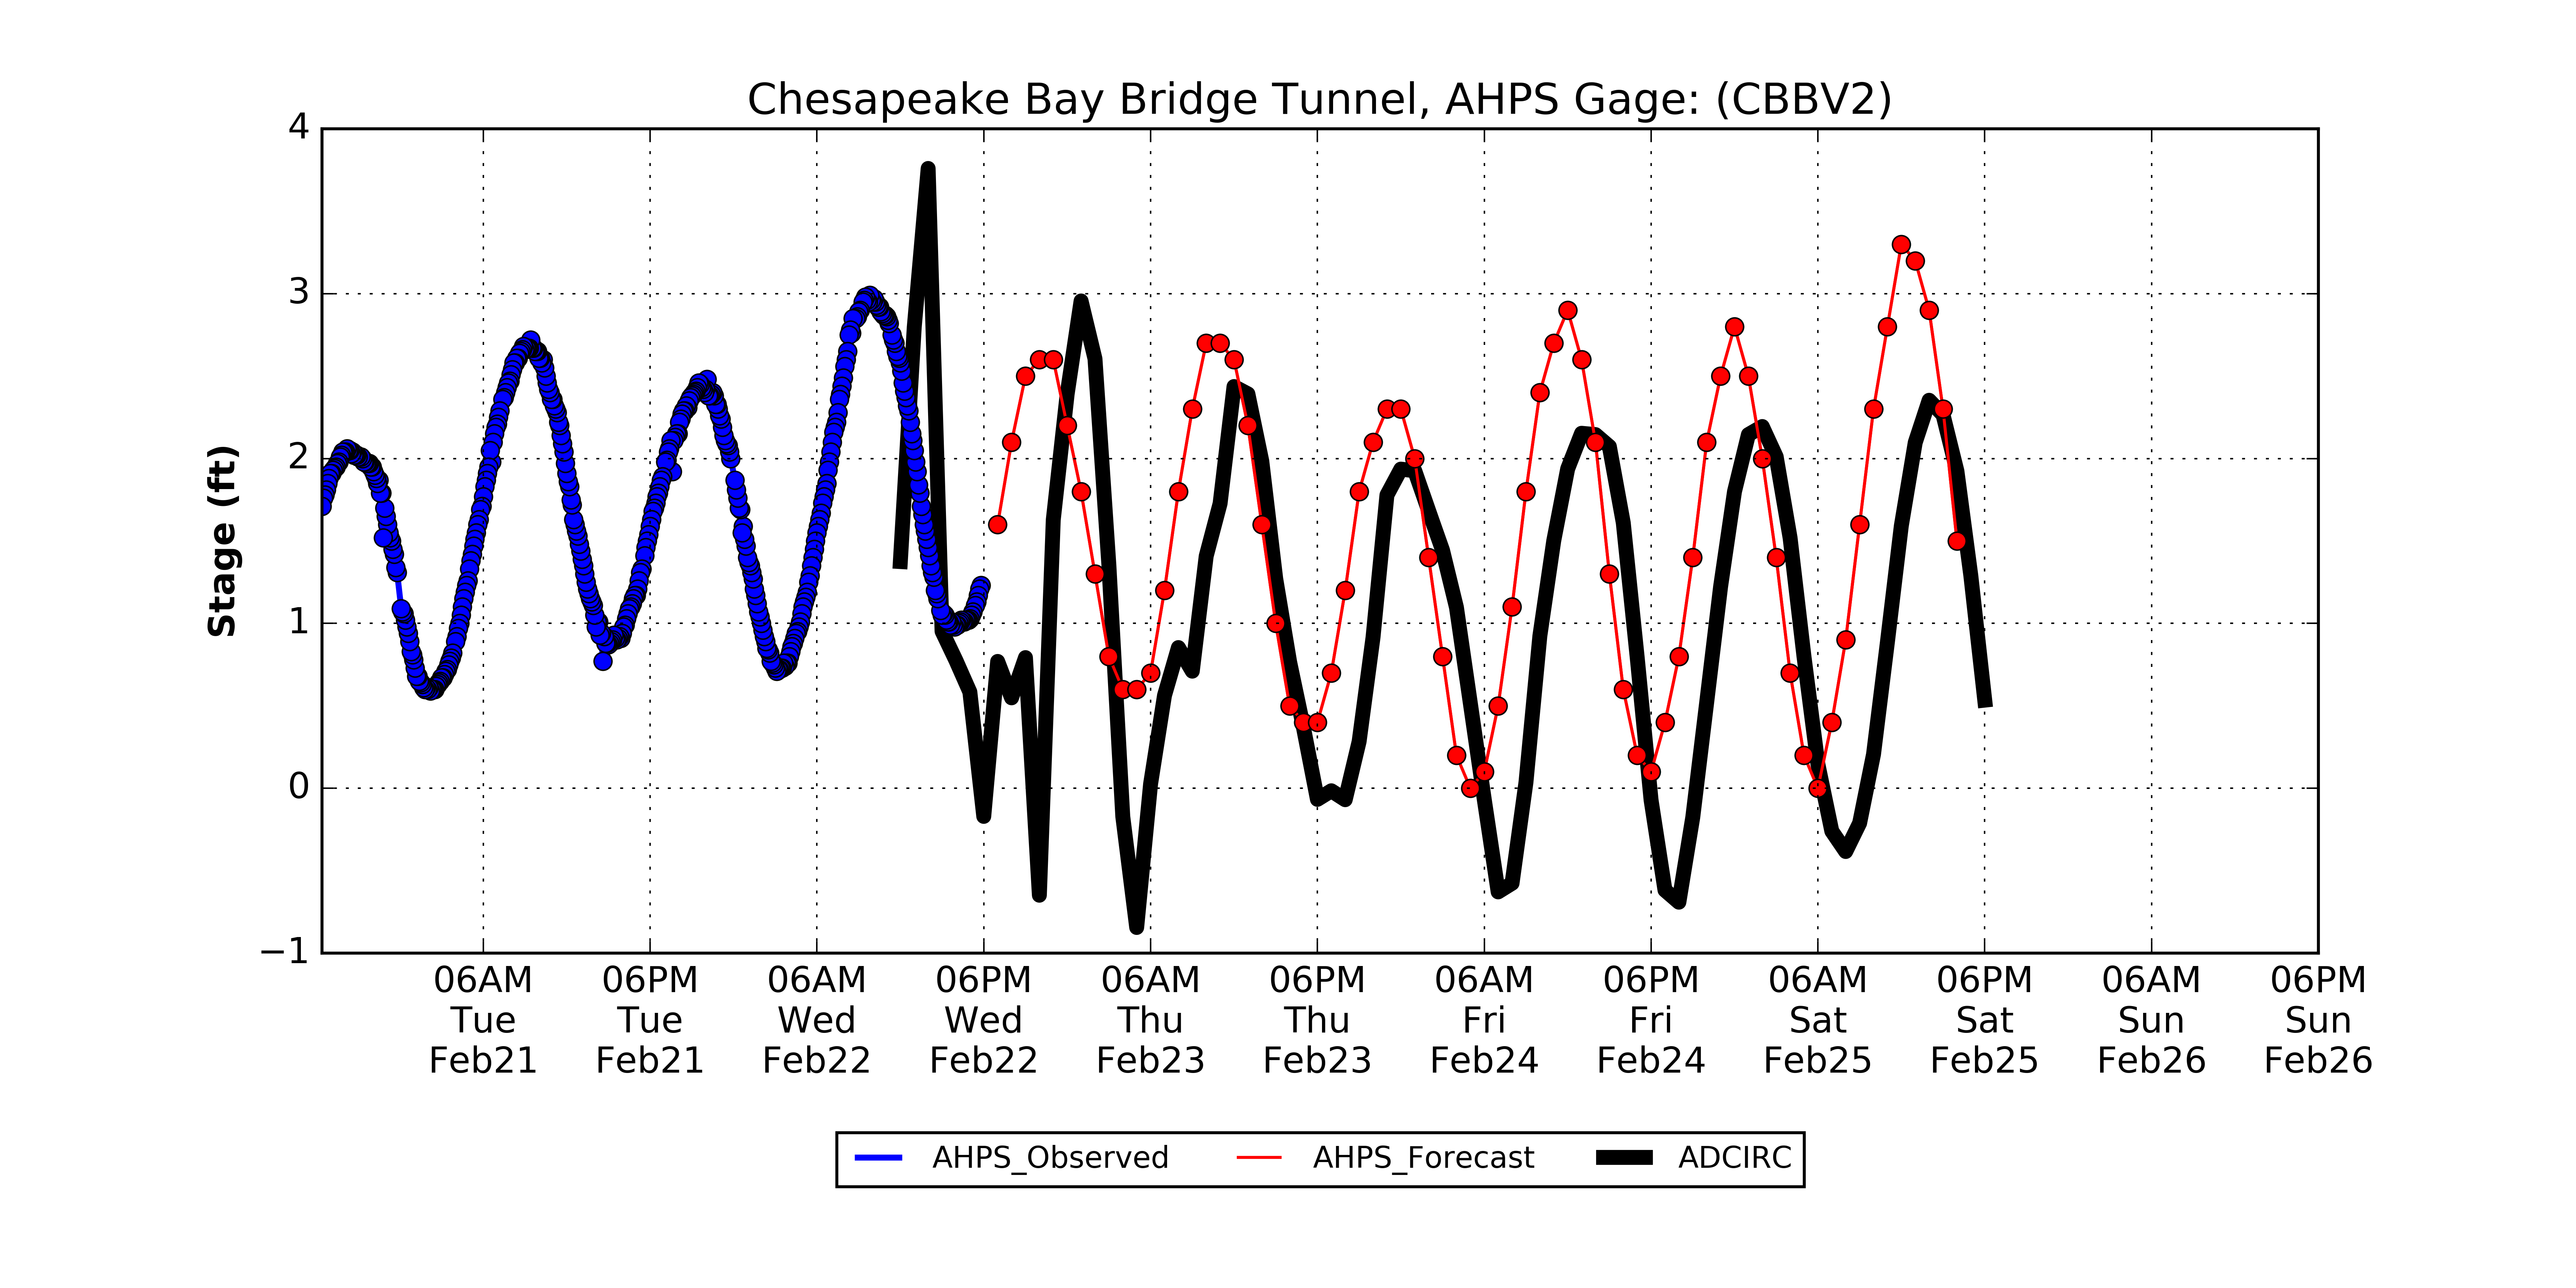 Chesapeake Bay Bridge Tunnel, AHPS Gage: (CBBV2)
4
3
2
1
0
−1
Stage (ft)
06AM 06PM 06AM 06PM 06AM 06PM 06AM 06PM 06AM 06PM 06AM 06PM
Tue Tue Wed Wed Thu Thu Fri Fri Sat Sat Sun Sun
Feb21 Feb21 Feb22 Feb22 Feb23 Feb23 Feb24 Feb24 Feb25 Feb25 Feb26 Feb26
AHPS_Observed AHPS_Forecast ADCIRC